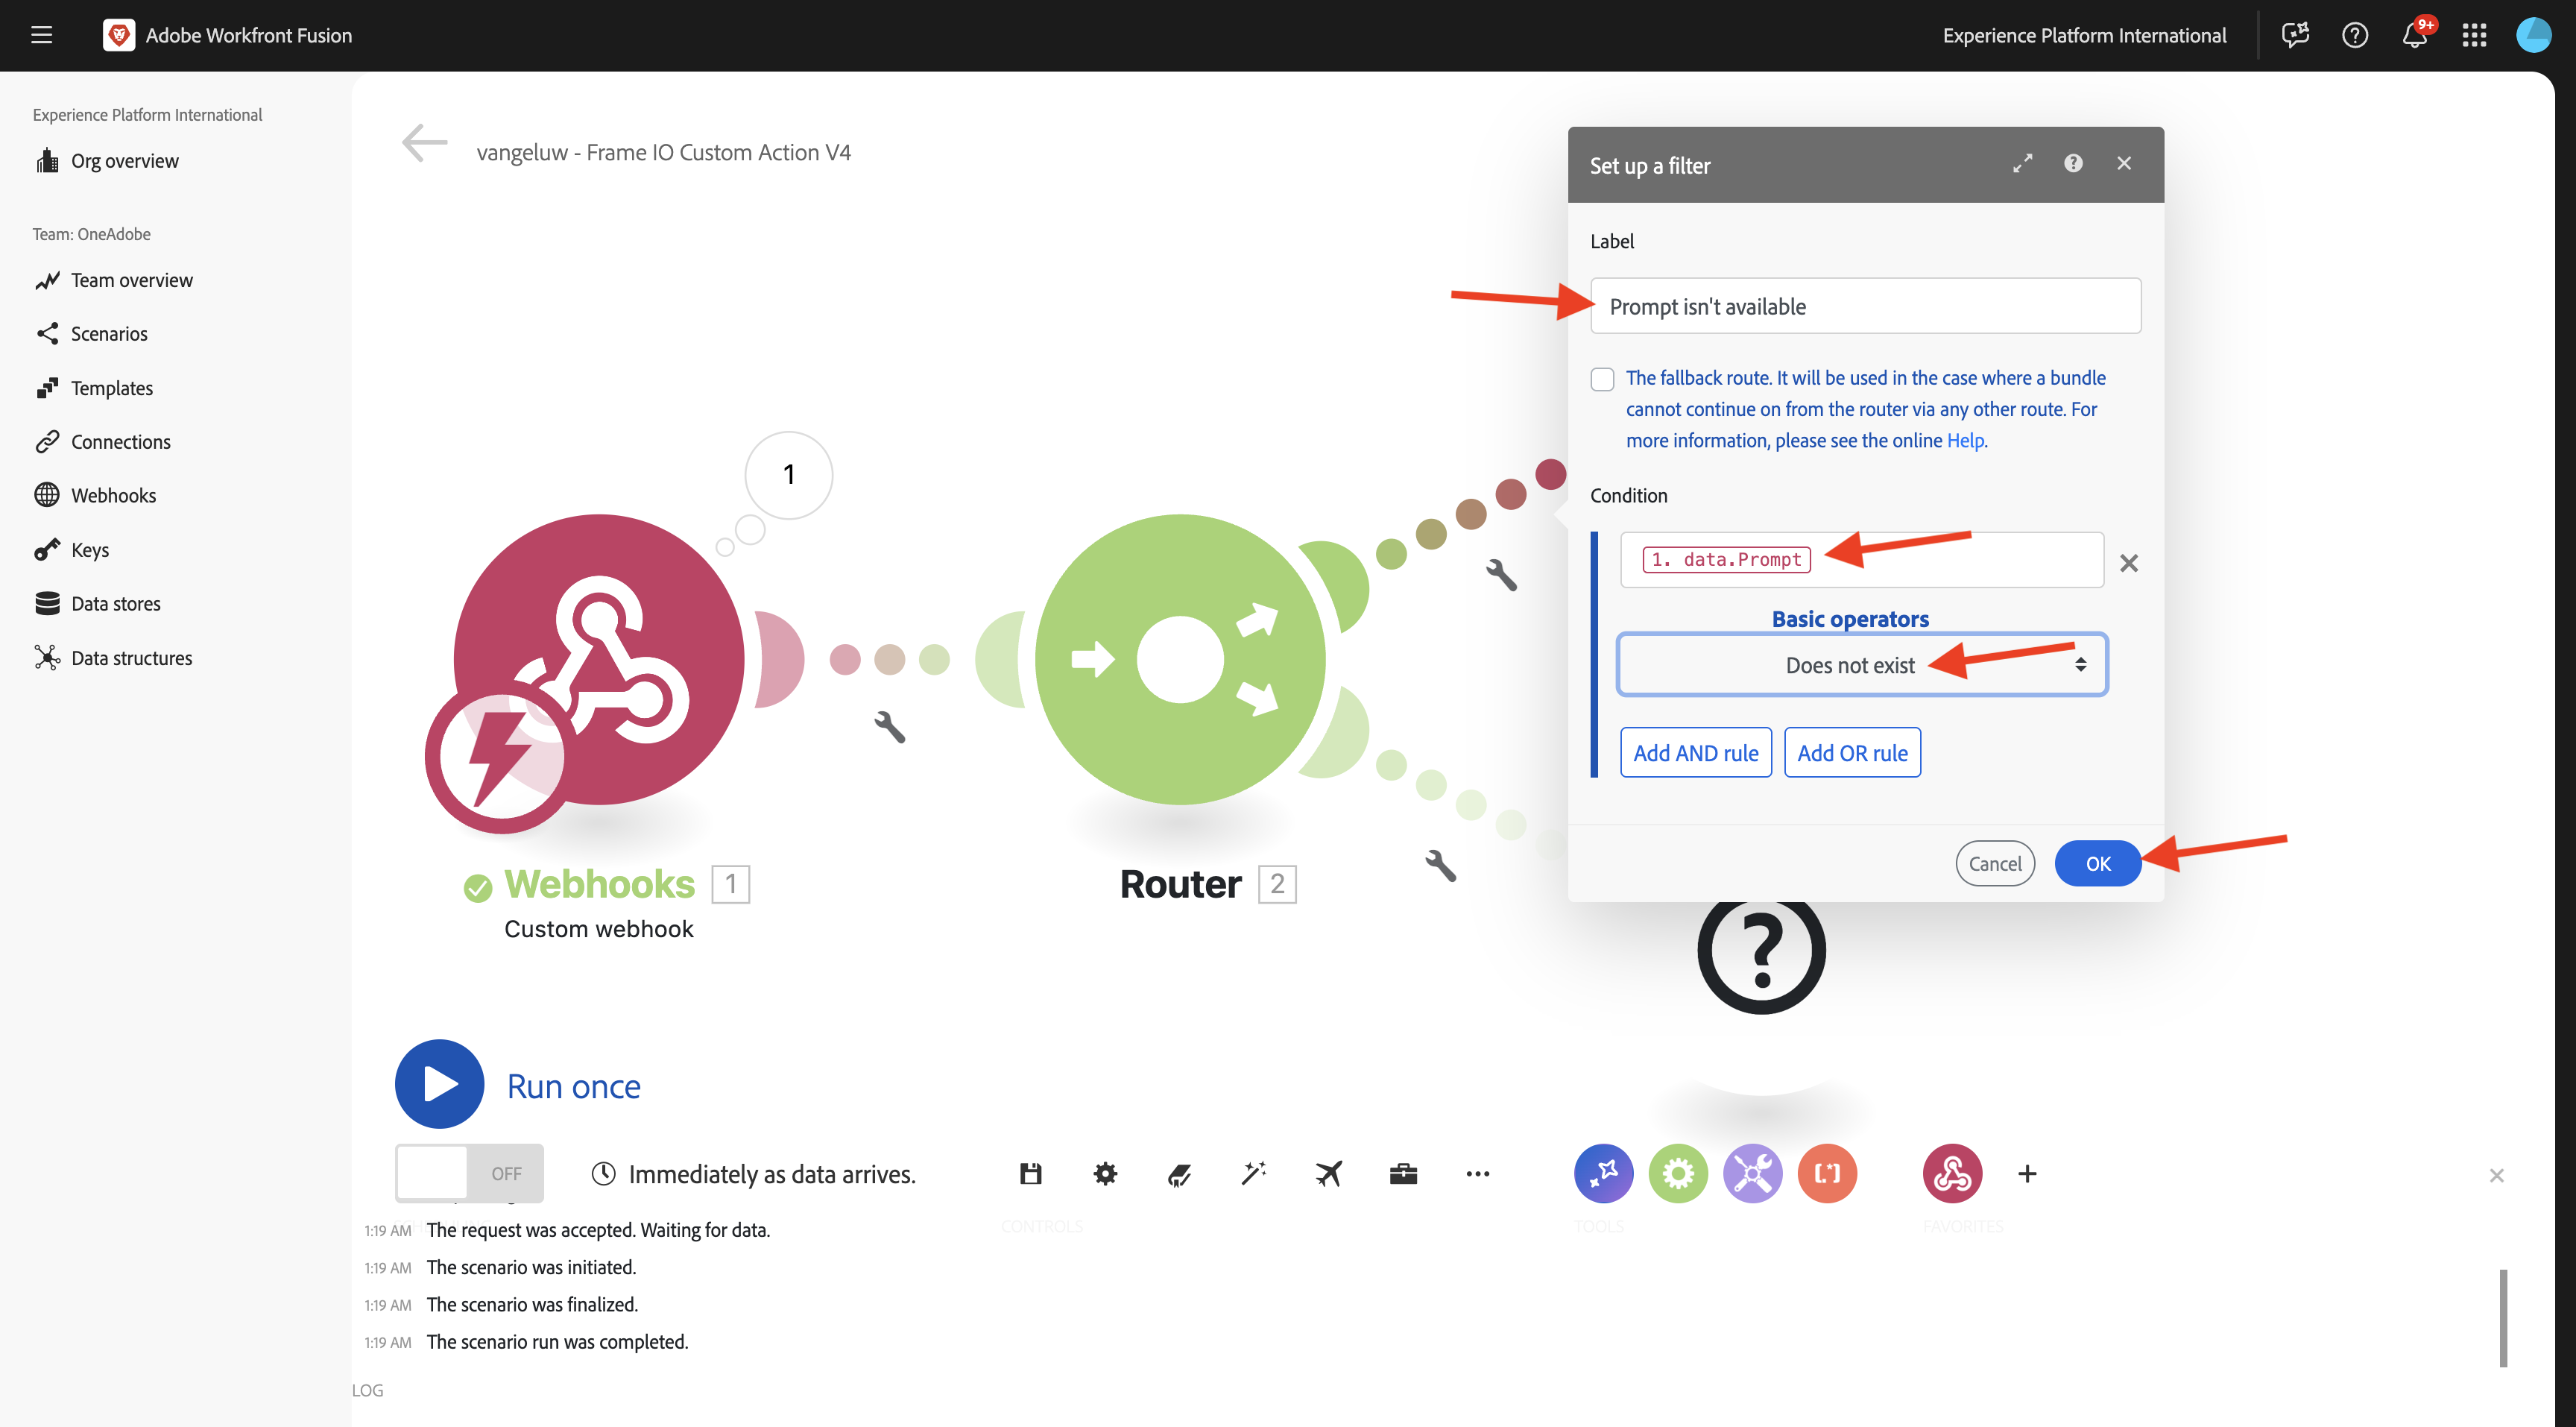 Adobe Workfront Fusion
Experience Platform International
9+
Experience Platform International
Org overview
Team: OneAdobe
Team overview
Scenarios
Templates
Connections
Webhooks
Keys
Data stores
Data structures
vangeluw - Frame IO Custom Action V4
1
Webhooks 1
Custom webhook
Router 2
Set up a filter
Label
Prompt isn't available
The fallback route. It will be used in the case where a bundle
cannot continue on from the router via any other route. For
more information, please see the online Help.
Condition
1. data.Prompt
Basic operators
Does not exist
Add AND rule
Add OR rule
Cancel
OK
?
Run once
OFF
Immediately as data arrives.
CONTROLS
TOOLS
FAVORITES
1:19 AM The request was accepted. Waiting for data.
1:19 AM The scenario was initiated.
1:19 AM The scenario was finalized.
1:19 AM The scenario run was completed.
LOG